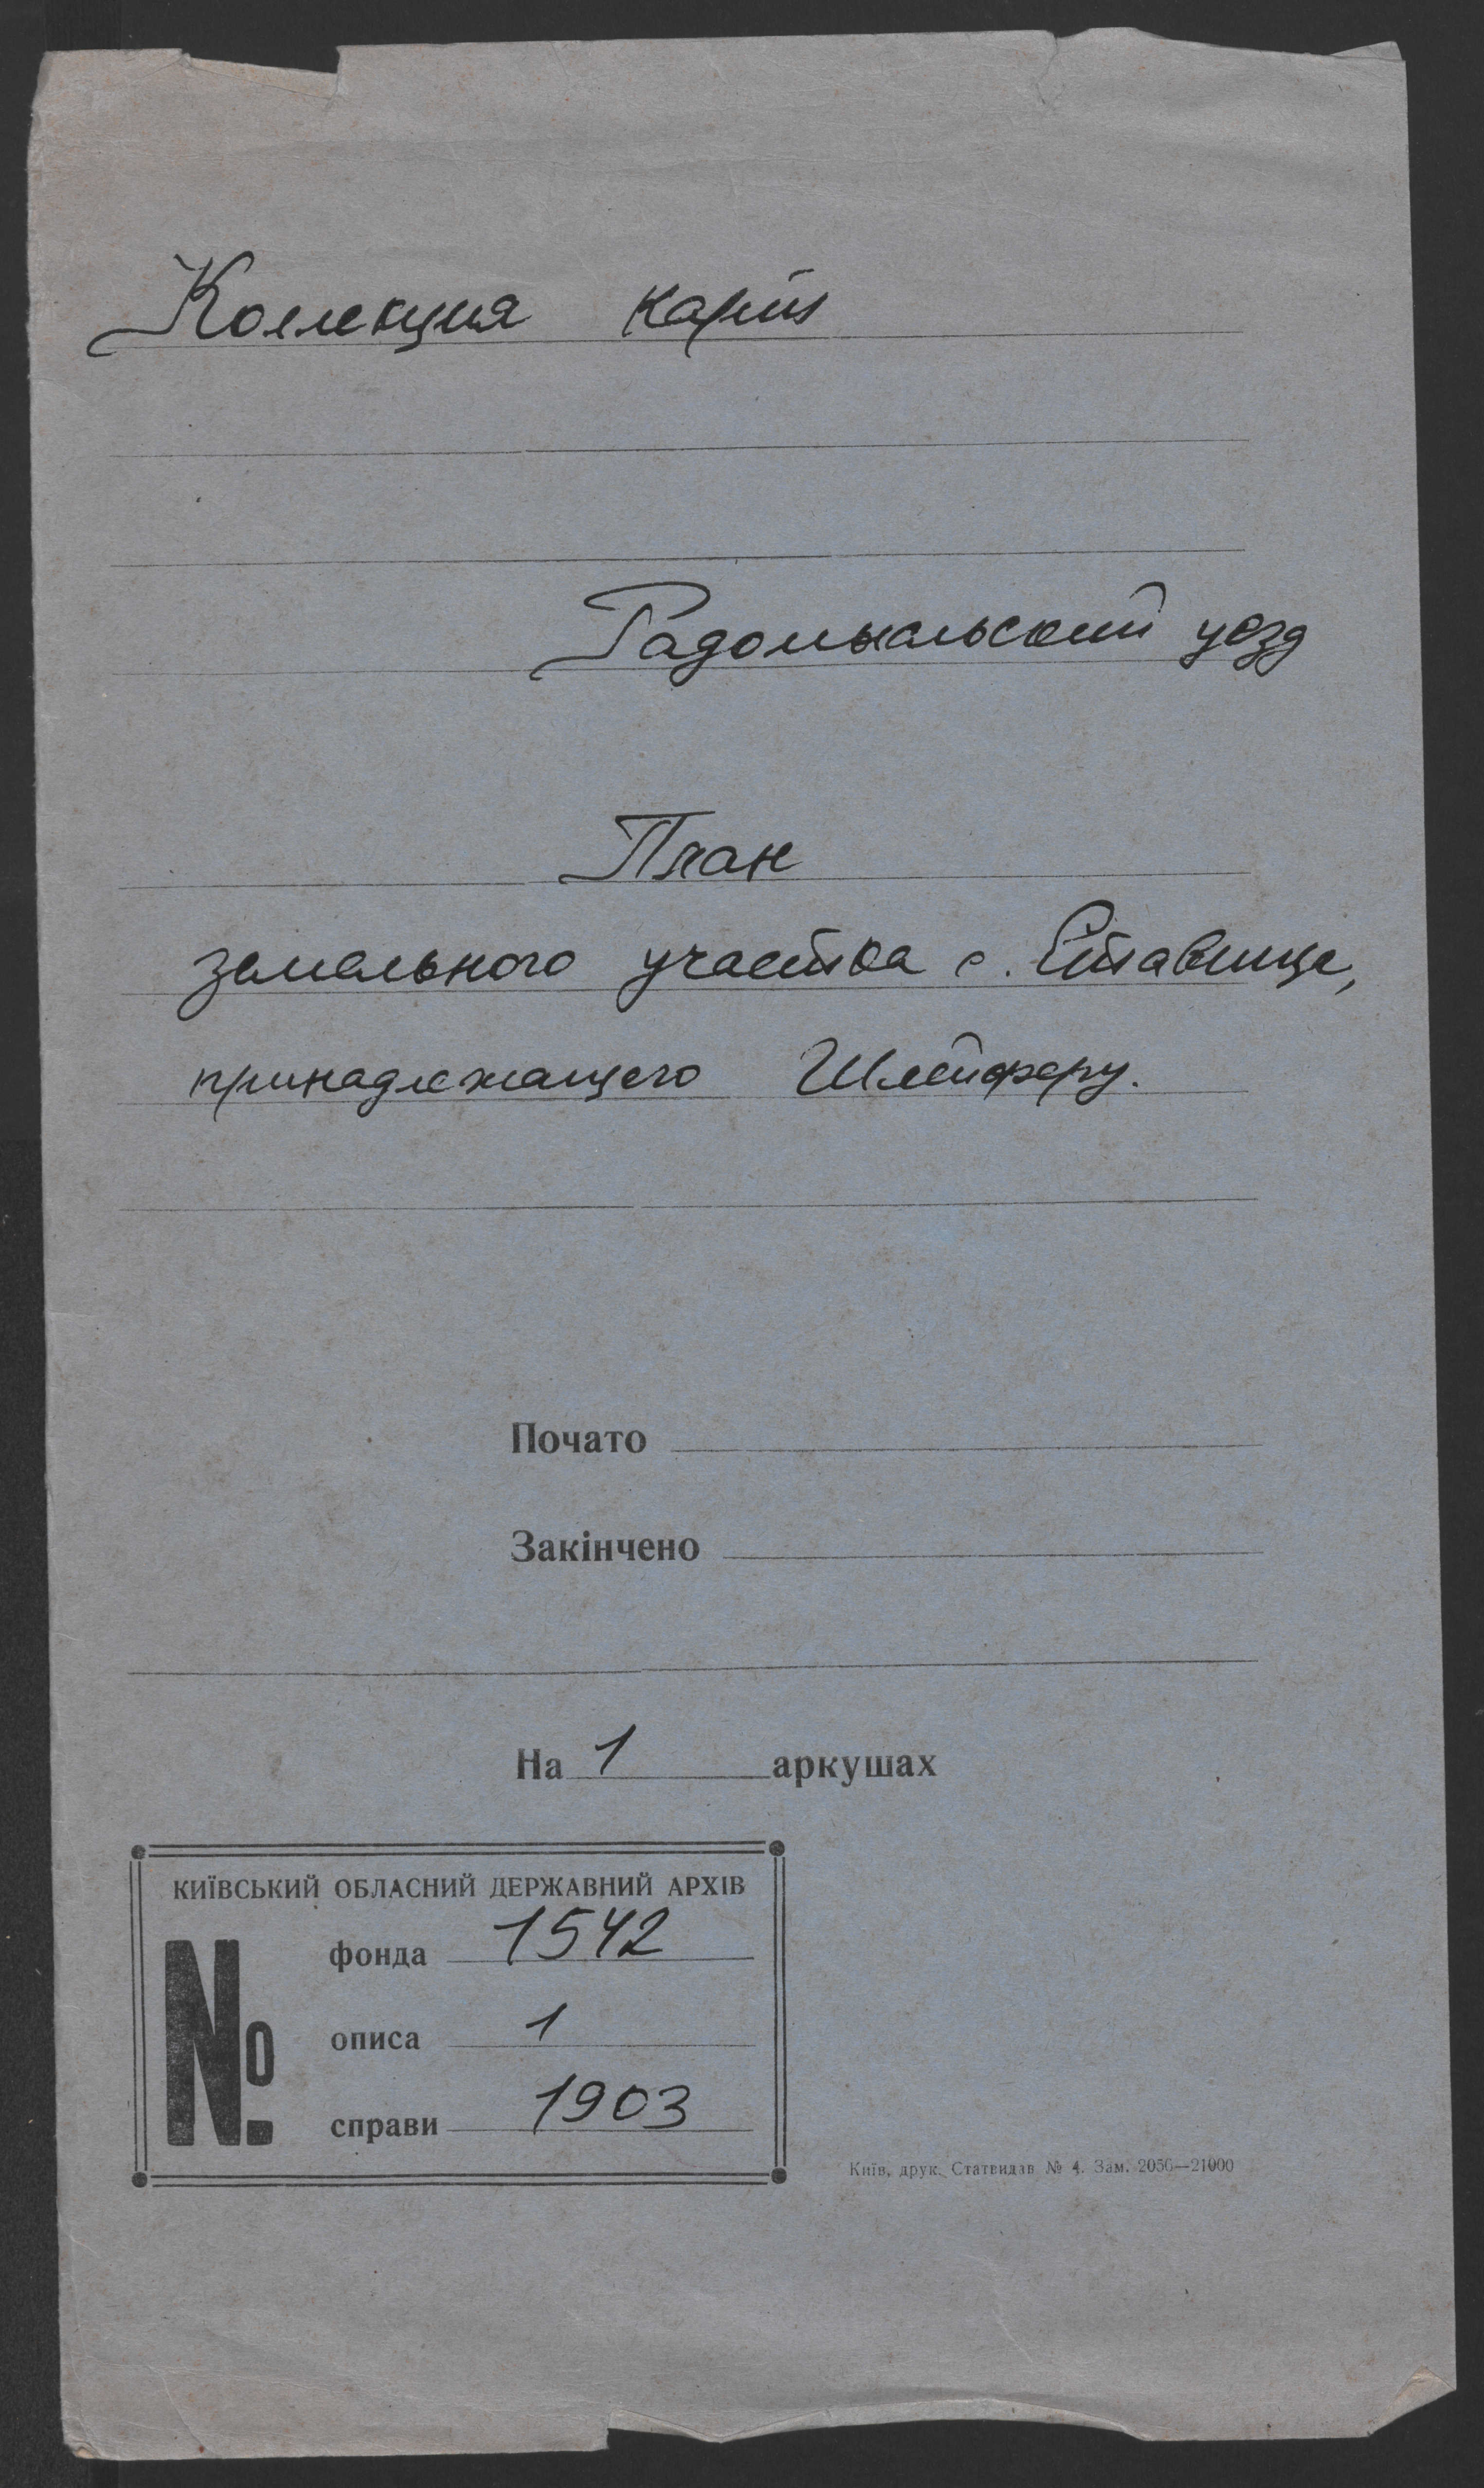 Коллекция карт
Радомысльский уезд
План
земельного участка с. Ставище,
принадлежащего Шлейферу.
Почато
Закінчено
На 1 аркушах
КИЇВСЬКИЙ ОБЛАСНИЙ ДЕРЖАВНИЙ АРХІВ
№
фонда 1542
описа 1
справи 1903
Київ, друк. Статвидав № 4. Зам. 2056—21000